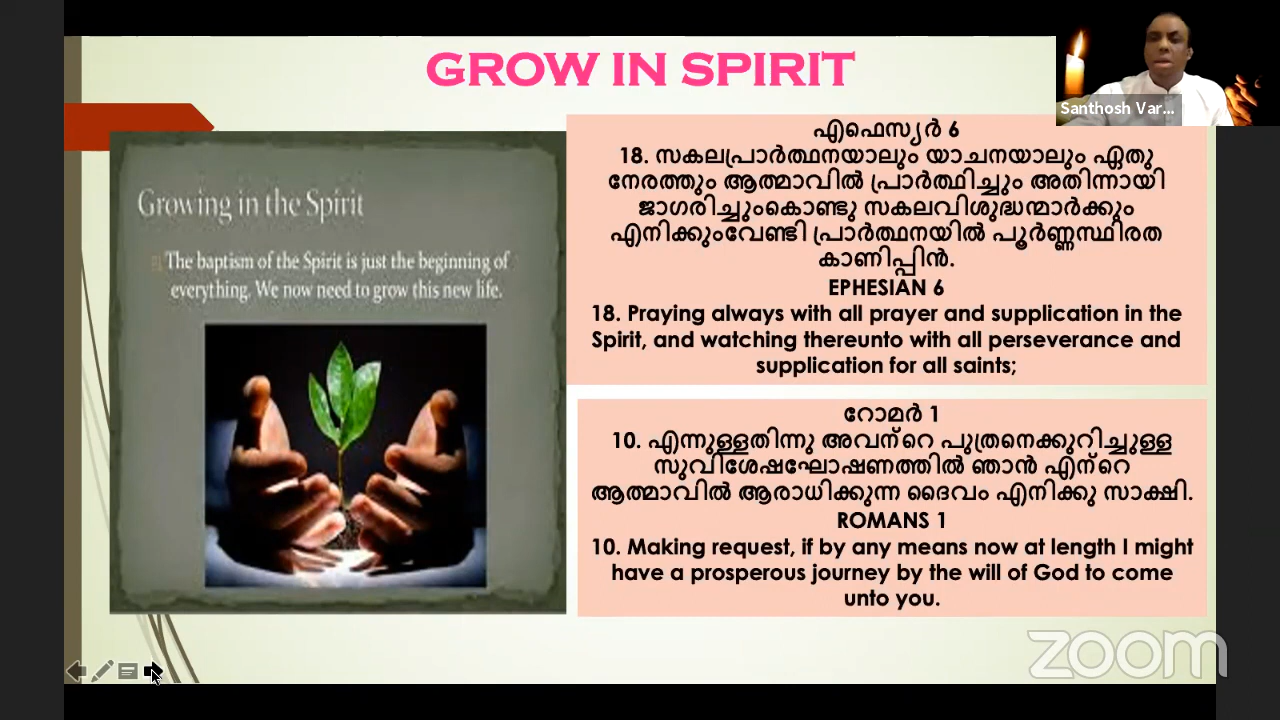 GROW IN SPIRIT
Santhosh Var...
Growing in the Spirit
The baptism of the Spirit is just the beginning of
everything. We now need to grow this new life.
എഫെസ്യർ 6
18. സകലപ്രാർത്ഥനയാലും യാചനയാലും ഏതു
നേരത്തും ആത്മാവിൽ പ്രാർത്ഥിച്ചും അതിന്നായി
ജാഗരിച്ചുംകൊണ്ടു സകലവിശുദ്ധന്മാർക്കും
എനിക്കുംവേണ്ടി പ്രാർത്ഥനയിൽ പൂർണ്ണസ്ഥിരത
കാണിപ്പിൻ.
EPHESIAN 6
18. Praying always with all prayer and supplication in the
Spirit, and watching thereunto with all perseverance and
supplication for all saints;
റോമർ 1
10. എന്നുള്ളതിന്നു അവന്റെ പുത്രനെക്കുറിച്ചുള്ള
സുവിശേഷഘോഷണത്തിൽ ഞാൻ എന്റെ
ആത്മാവിൽ ആരാധിക്കുന്ന ദൈവം എനിക്കു സാക്ഷി.
ROMANS 1
10. Making request, if by any means now at length I might
have a prosperous journey by the will of God to come
unto you.
zoom